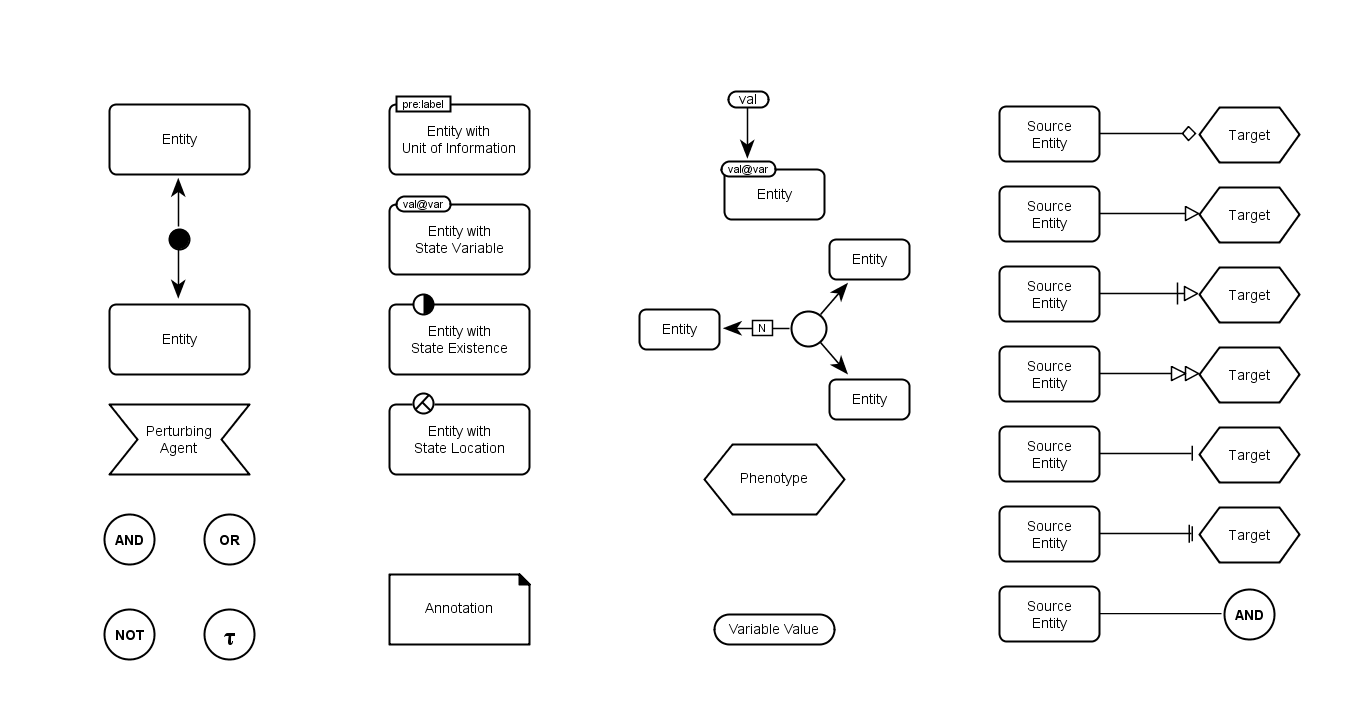 Entity
Entity
Perturbing
Agent
AND
OR
NOT
τ
pre:label
Entity with
Unit of Information
val@var
Entity with
State Variable
Entity with
State Existence
Entity with
State Location
Annotation
val
val@var
Entity
Entity
Entity
N
Entity
Phenotype
Variable Value
Source
Entity
Target
Source
Entity
Target
Source
Entity
Target
Source
Entity
Target
Source
Entity
Target
Source
Entity
Target
Source
Entity
AND